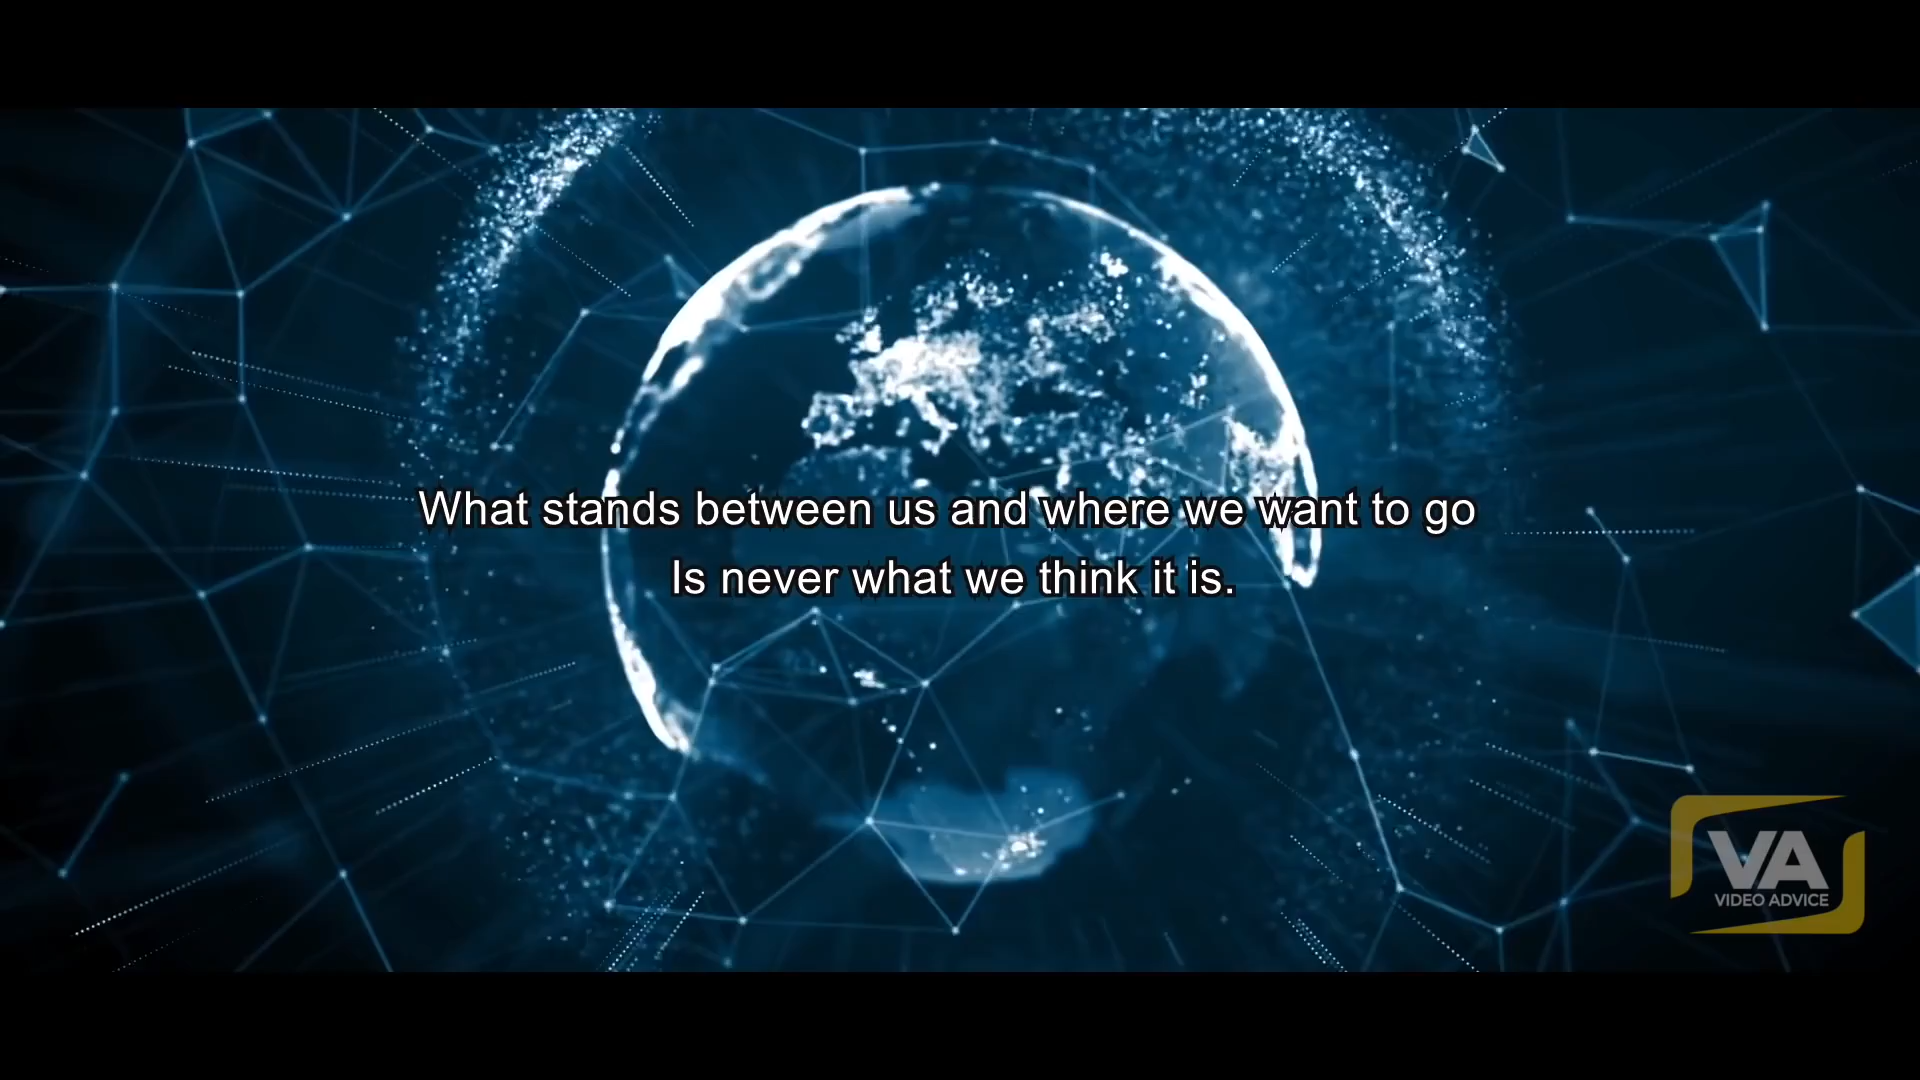 What stands between us and where we want to go
Is never what we think it is.
VA
VIDEO ADVICE